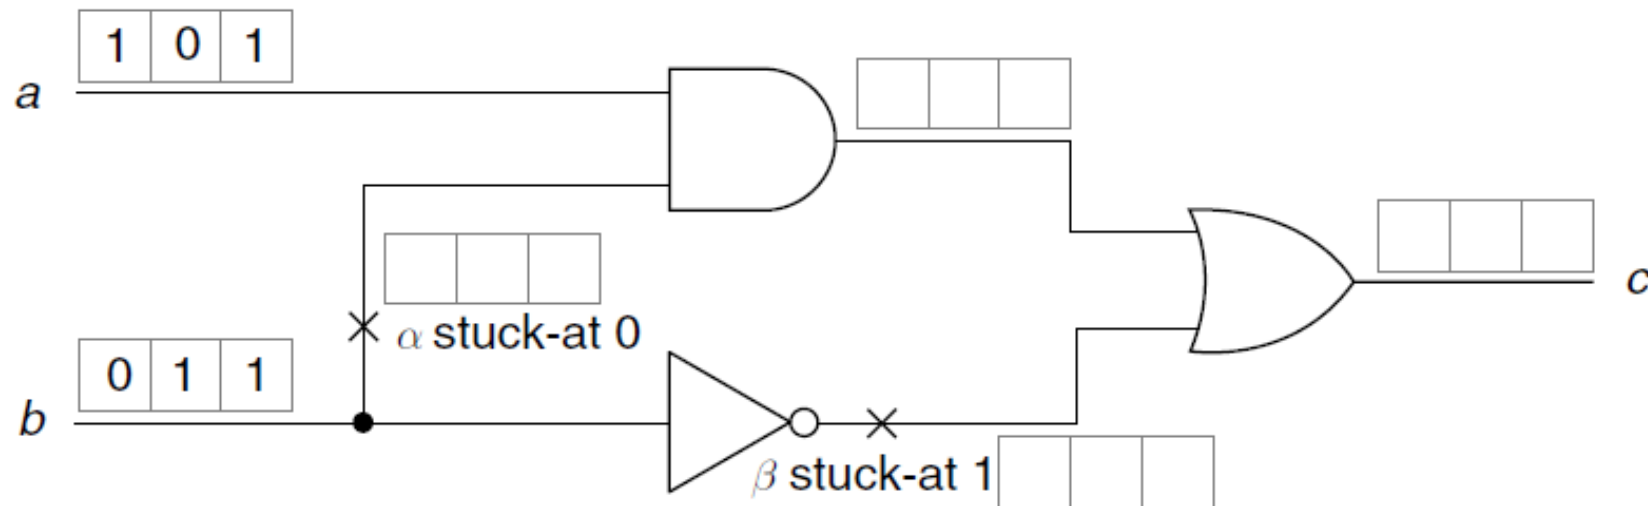 1 0 1
a
α stuck-at 0
0 1 1
b
β stuck-at 1
c